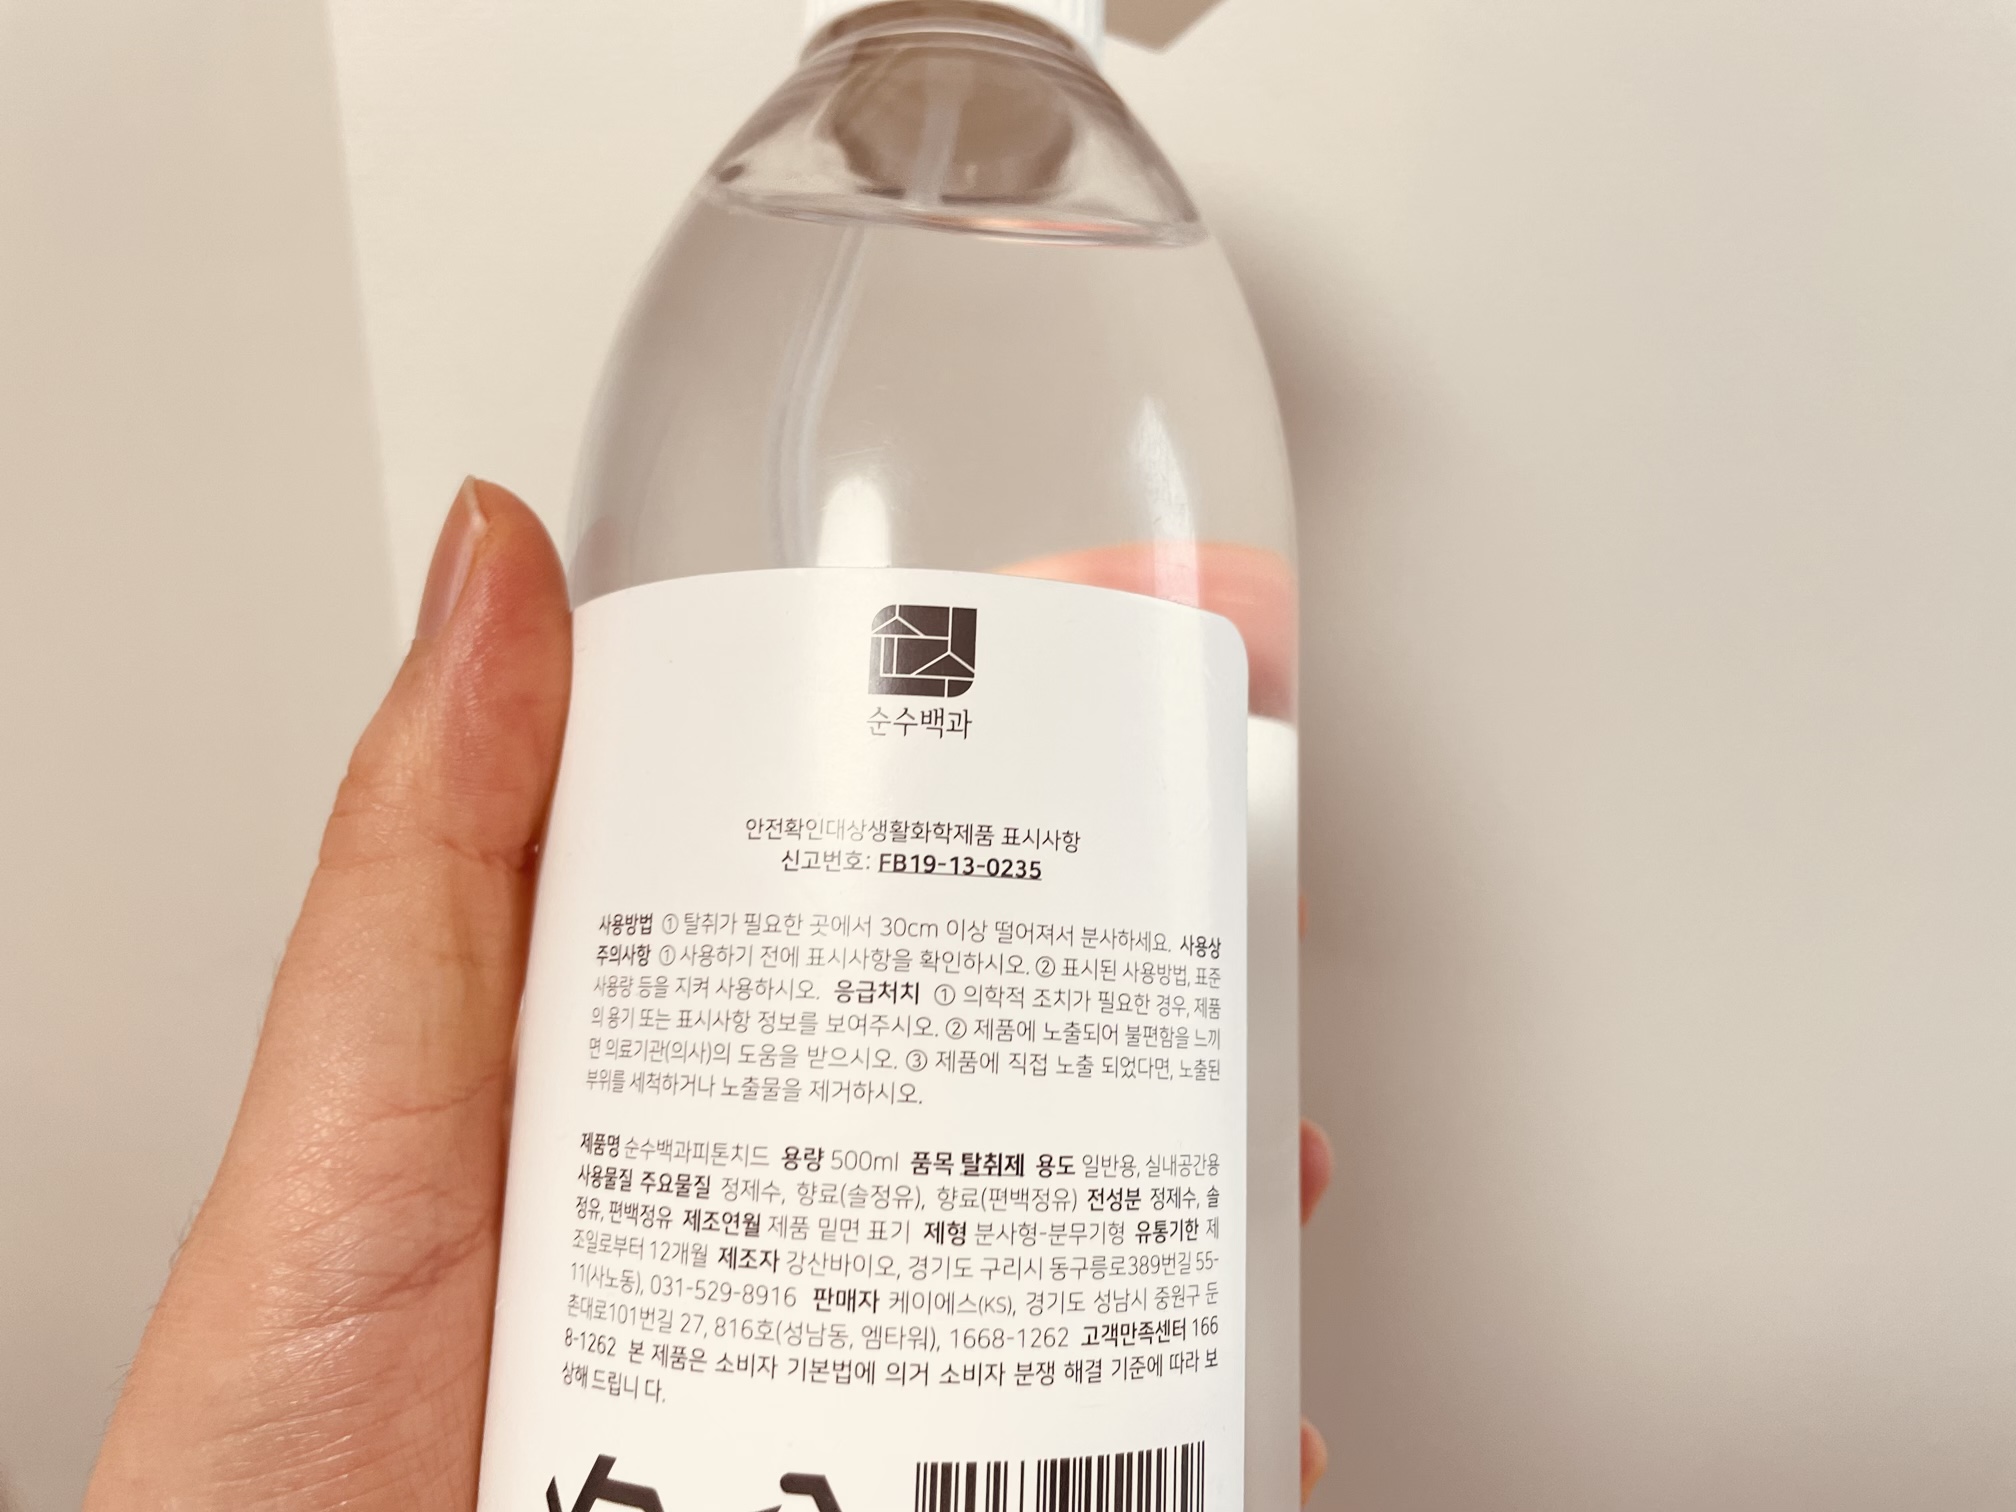 순수백과
안전확인대상생활화학제품 표시사항
신고번호: FB19-13-0235
사용방법 ① 탈취가 필요한 곳에서 30cm 이상 떨어져서 분사하세요. 사용상
주의사항 ① 사용하기 전에 표시사항을 확인하시오. ② 표시된 사용방법, 표준
사용량 등을 지켜 사용하시오. 응급처치 ① 의학적 조치가 필요한 경우, 제품
의 용기 또는 표시사항 정보를 보여주시오. ② 제품에 노출되어 불편함을 느끼
면 의료기관(의사)의 도움을 받으시오. ③ 제품에 직접 노출 되었다면, 노출된
부위를 세척하거나 노출물을 제거하시오.
제품명 순수백과피톤치드 용량 500ml 품목 탈취제 용도 일반용, 실내공간용
사용물질 주요물질 정제수, 향료(솔정유), 향료(편백정유) 전성분 정제수, 솔
정유, 편백정유 제조연월 제품 밑면 표기 제형 분사형-분무기형 유통기한 제
조일로부터 12개월 제조자 강산바이오, 경기도 구리시 동구릉로389번길 55-
11(사노동), 031-529-8916 판매자 케이에스(KS), 경기도 성남시 중원구 둔
촌대로101번길 27, 816호(성남동, 엠타워), 1668-1262 고객만족센터 166
8-1262 본 제품은 소비자 기본법에 의거 소비자 분쟁 해결 기준에 따라 보
상해 드립니 다.